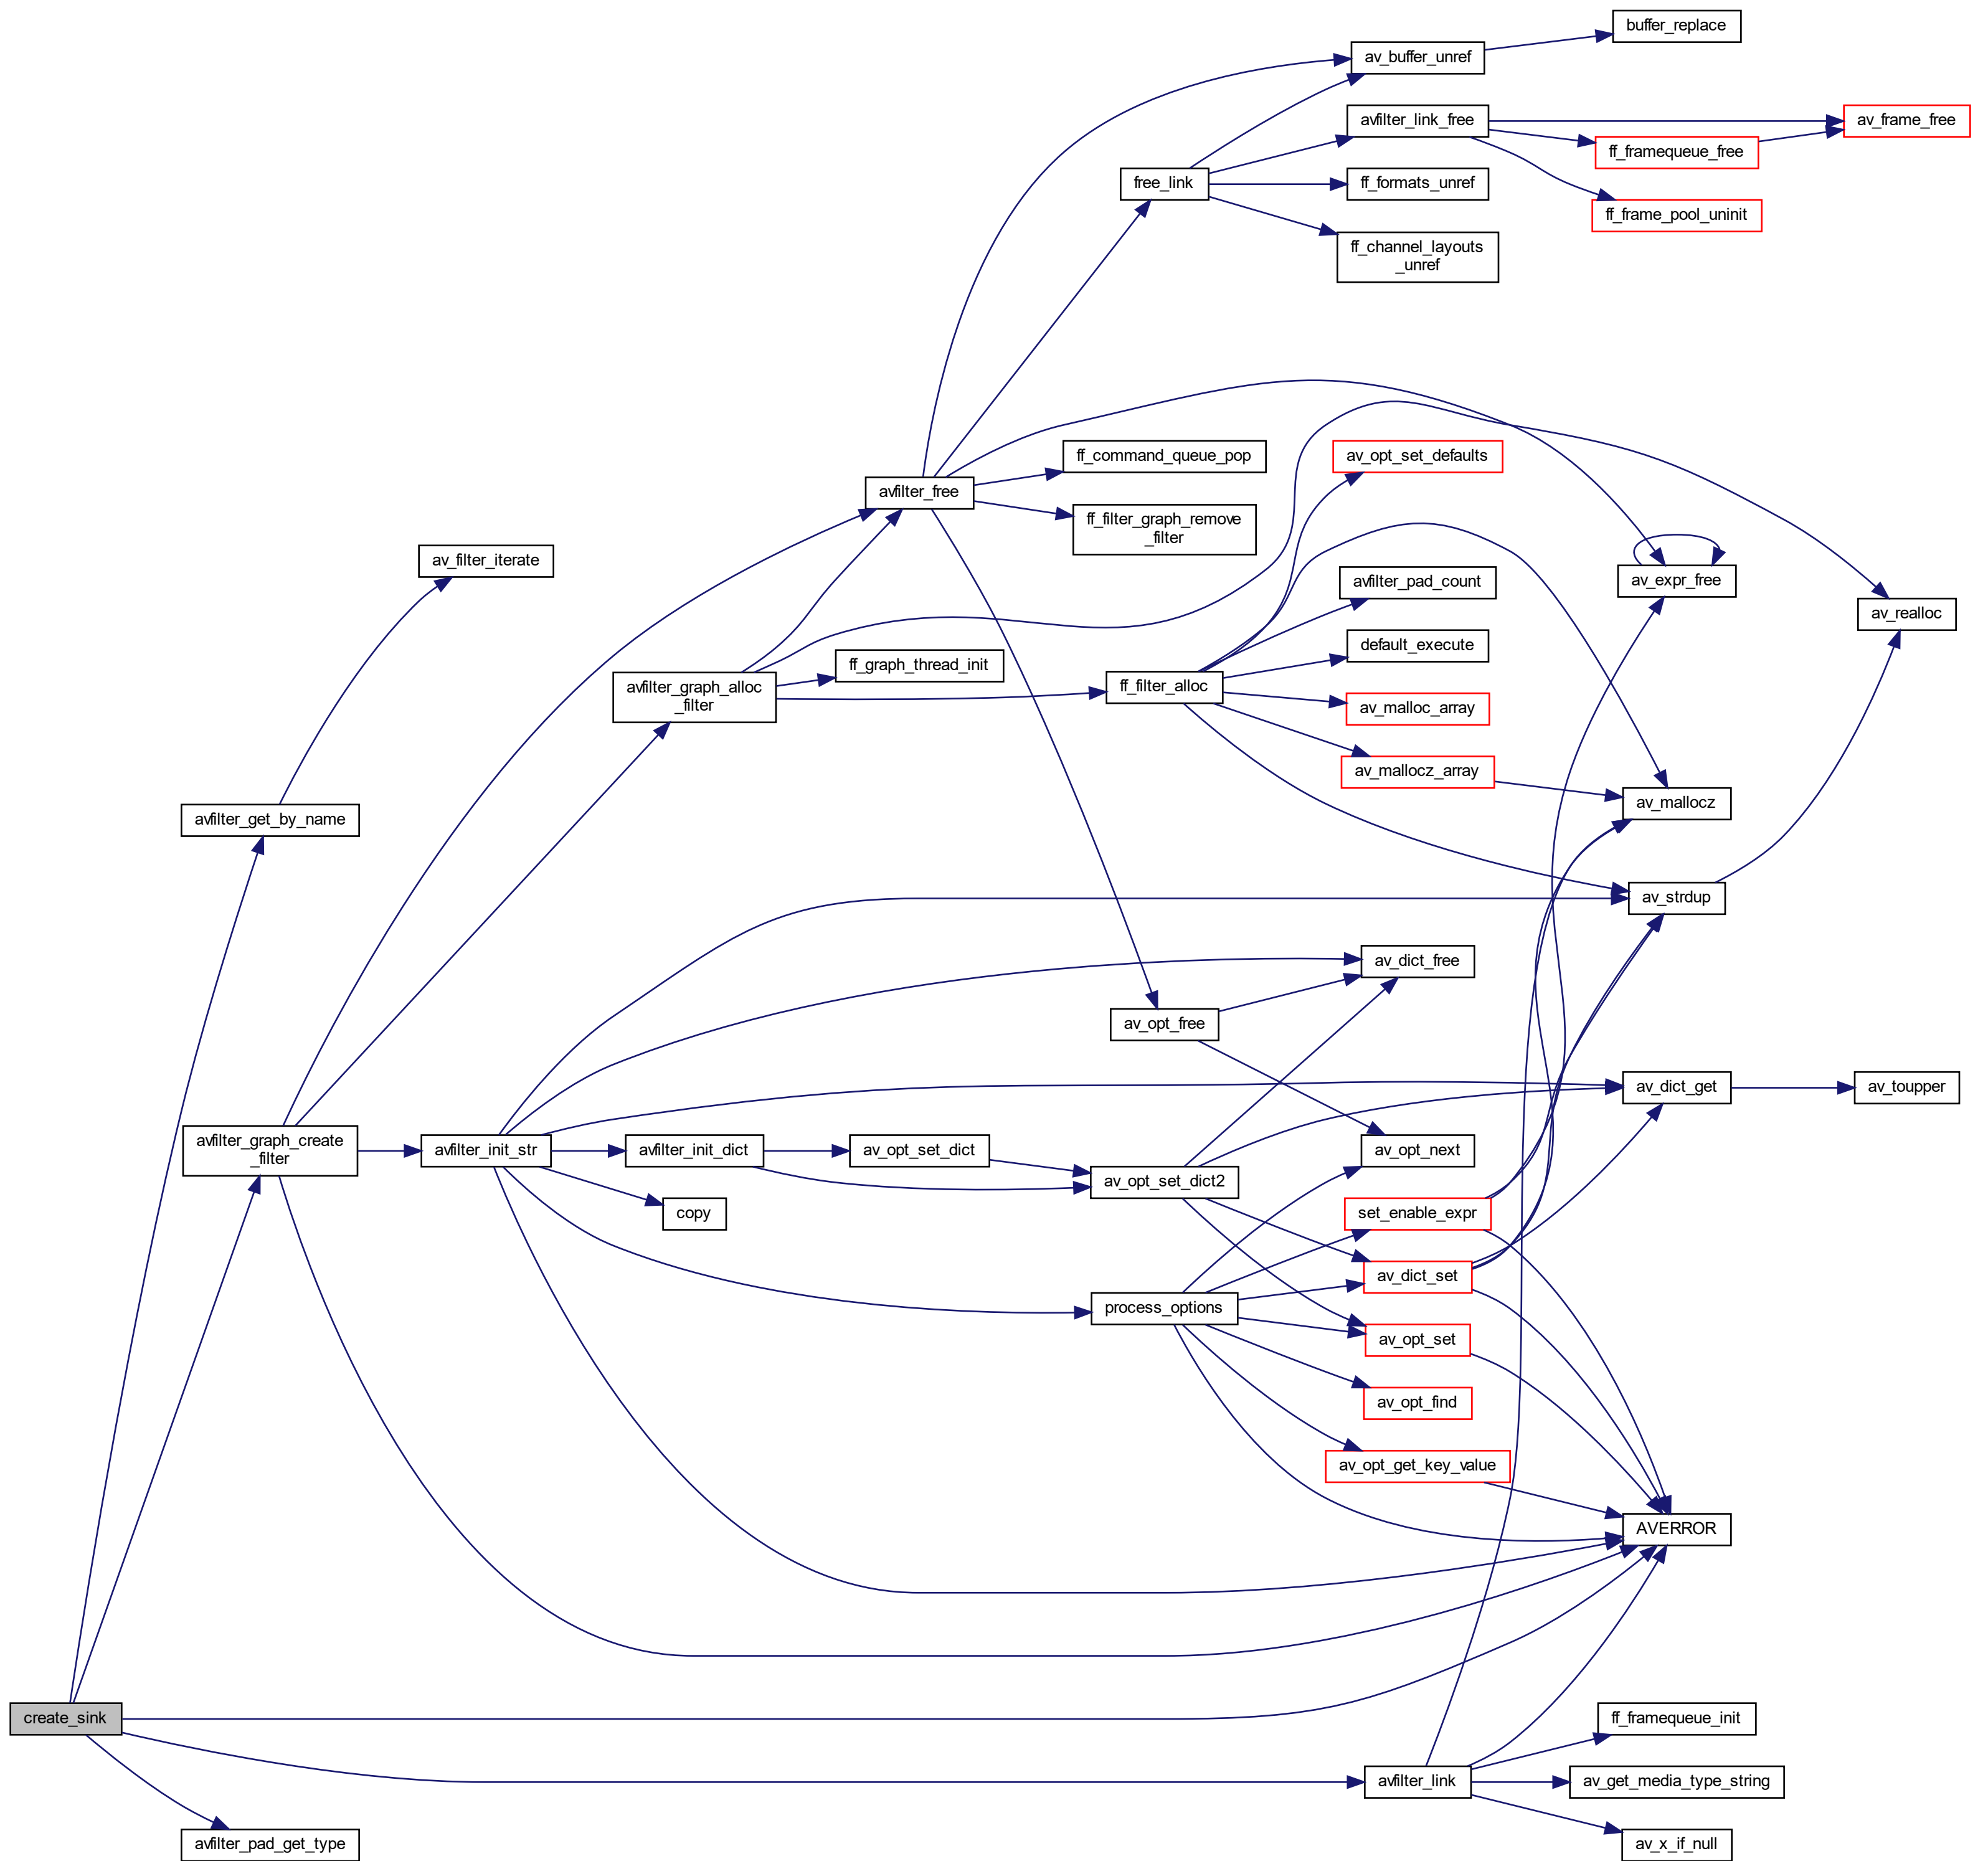 buffer_replace
av_buffer_unref
avfilter_link_free
av_frame_free
ff_framequeue_free
free_link
ff_formats_unref
ff_frame_pool_uninit
ff_channel_layouts
_unref
ff_command_queue_pop
av_opt_set_defaults
avfilter_free
ff_filter_graph_remove
_filter
av_filter_iterate
avfilter_pad_count
av_expr_free
av_realloc
default_execute
ff_graph_thread_init
avfilter_graph_alloc
_filter
ff_filter_alloc
av_malloc_array
av_mallocz_array
av_mallocz
avfilter_get_by_name
av_strdup
av_dict_free
av_opt_free
av_dict_get
av_toupper
avfilter_graph_create
_filter
avfilter_init_str
avfilter_init_dict
av_opt_set_dict
av_opt_next
av_opt_set_dict2
copy
set_enable_expr
av_dict_set
process_options
av_opt_set
av_opt_find
av_opt_get_key_value
AVERROR
create_sink
ff_framequeue_init
avfilter_link
av_get_media_type_string
avfilter_pad_get_type
av_x_if_null